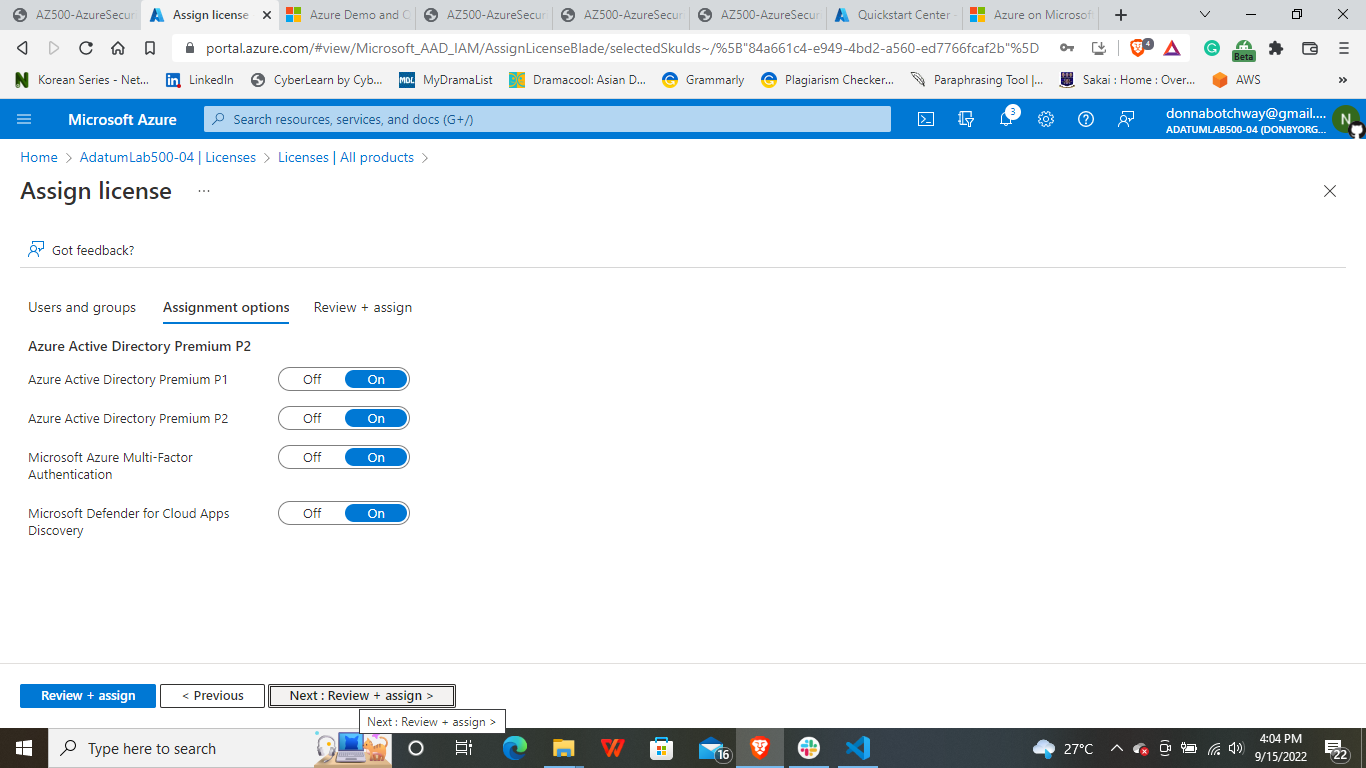 AZ500-AzureSecur
Assign license
Azure Demo and C
AZ500-AzureSecur
AZ500-AzureSecur
AZ500-AzureSecur
Quickstart Center -
Azure on Microsof
portal.azure.com/#view/Microsoft_AAD_IAM/AssignLicenseBlade/selectedSkuIds~/%5B"84a661c4-e949-4bd2-a560-ed7766fcaf2b"%5D
4
Beta
Korean Series - Net...
LinkedIn
CyberLearn by Cyb...
MDL
MyDramaList
Dramacool: Asian D...
Grammarly
Plagiarism Checker...
Paraphrasing Tool |...
Sakai : Home : Over...
AWS
»
Microsoft Azure
Search resources, services, and docs (G+/)
3
donnabotchway@gmail....
ADATUMLAB500-04 (DONBYORG...
N
Home > AdatumLab500-04 | Licenses > Licenses | All products >
Assign license ...
Got feedback?
Users and groups Assignment options Review + assign
Azure Active Directory Premium P2
Azure Active Directory Premium P1 Off On
Azure Active Directory Premium P2 Off On
Microsoft Azure Multi-Factor Off On
Authentication
Microsoft Defender for Cloud Apps Off On
Discovery
Review + assign < Previous Next : Review + assign >
Next : Review + assign >
Type here to search
16
27°C
4:04 PM
9/15/2022
22